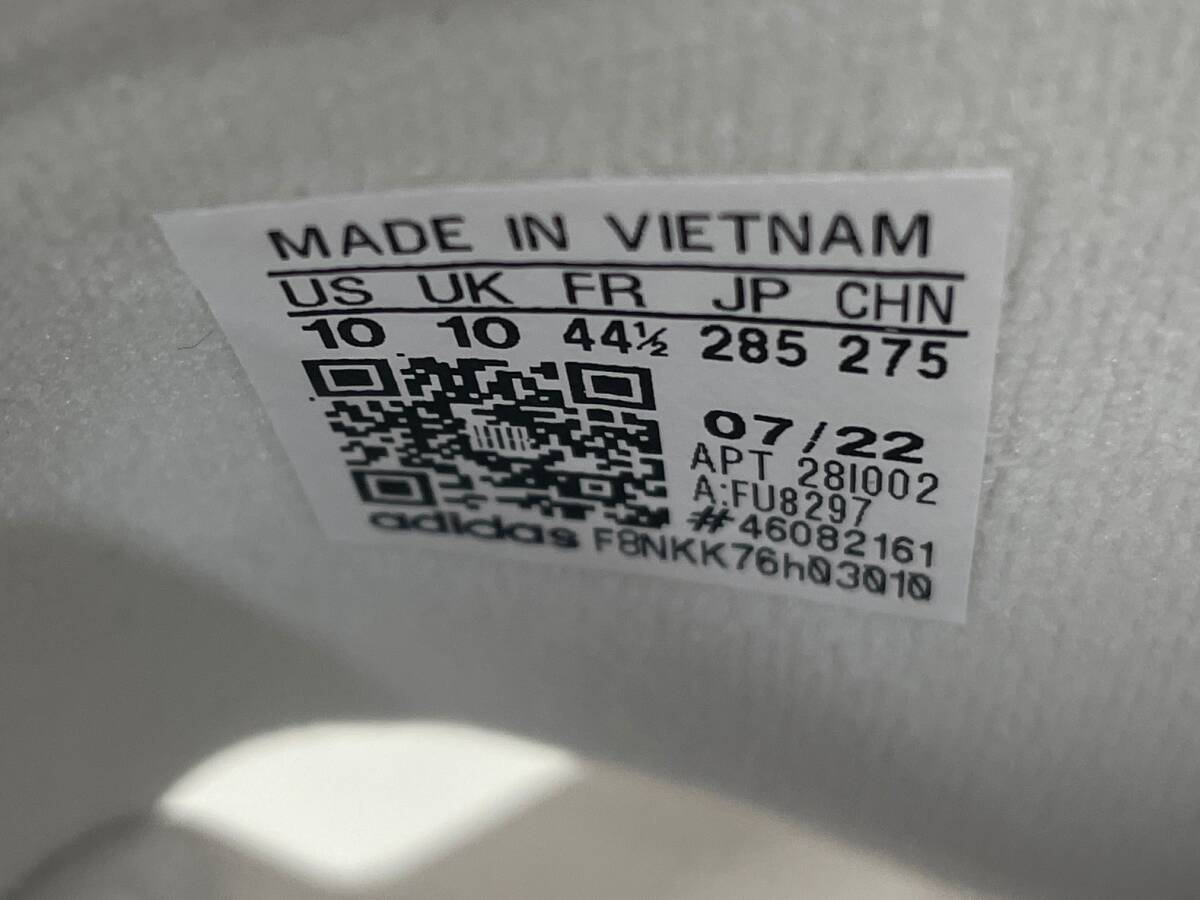 MADE IN VIETNAM
US UK FR JP CHN
10 10 44½ 285 275
07/22
APT 28I002
A:FU8297
#46082161
adidas F8NKK76h03010